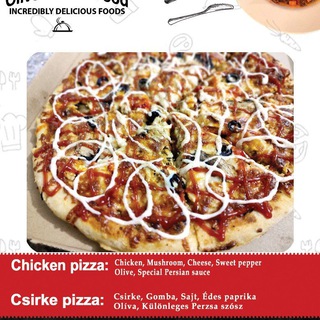 INCREDIBLY DELICIOUS FOODS
Chicken pizza: Chicken, Mushroom, Cheese, Sweet pepper
Olive, Special Persian sauce
Csirke pizza: Csirke, Gomba, Sajt, Édes paprika
Olíva, Különleges Perzsa szósz